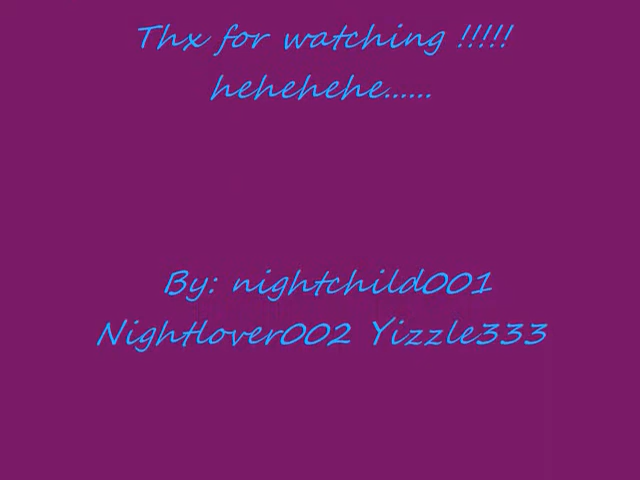 Thx for watching !!!!!
hehehehe......
By: nightchild001
Nightlover002 Yizzle333